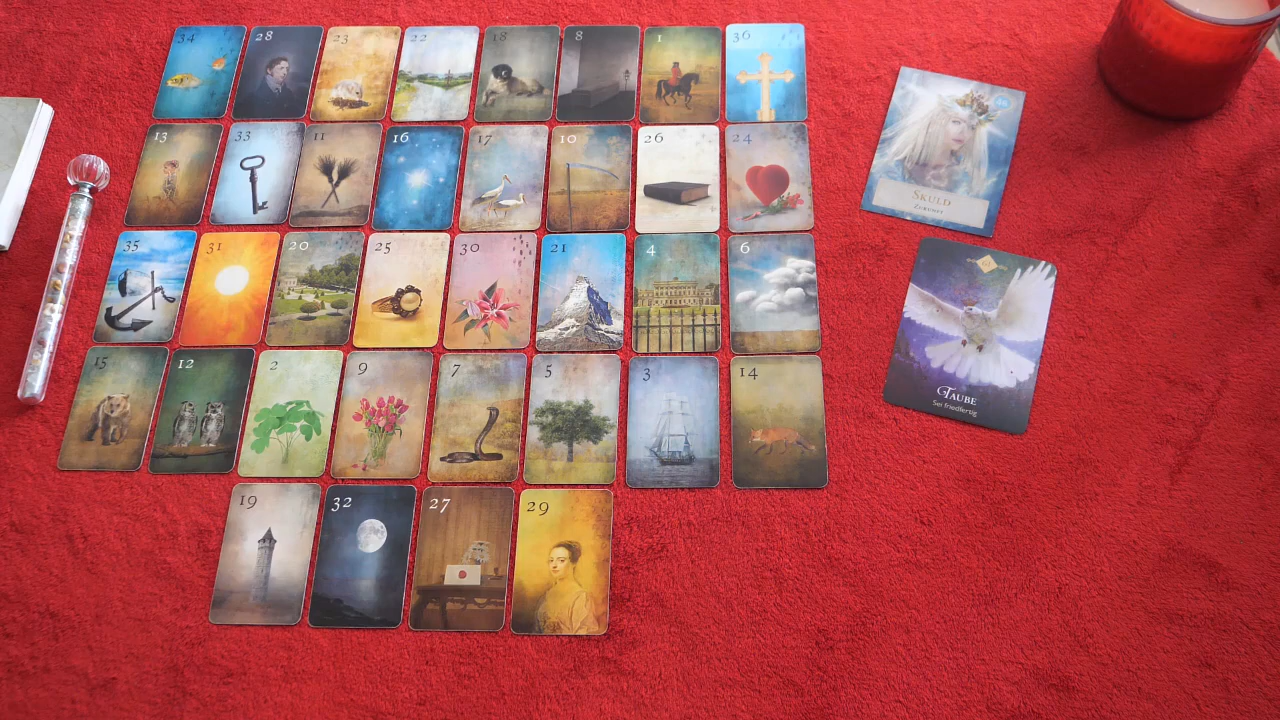 34 28 23 22 18 8 1 36
13 33 11 16 17 10 26 24
35 31 20 25 30 21 4 6
15 12 2 9 7 5 3 14
19 32 27 29
SKULD
ZUKUNFT
TAUBE
Sei friedfertig